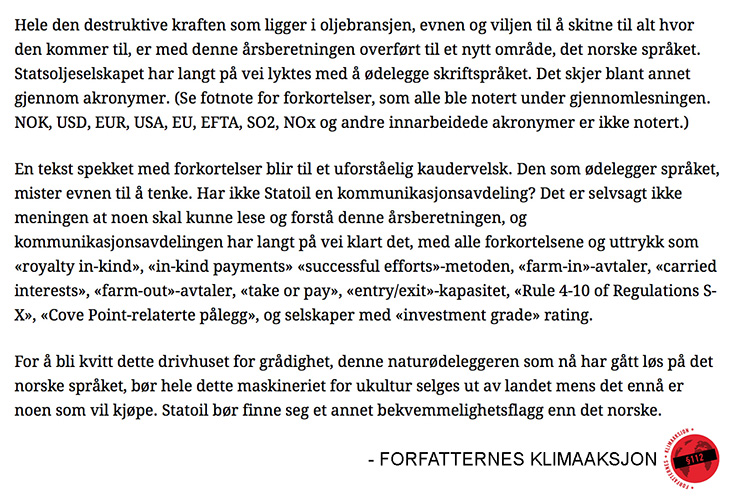 Hele den destruktive kraften som ligger i oljebransjen, evnen og viljen til å skitne til alt hvor
den kommer til, er med denne årsberetningen overført til et nytt område, det norske språket.
Statsoljeselskapet har langt på vei lyktes med å ødelegge skriftspråket. Det skjer blant annet
gjennom akronymer. (Se fotnote for forkortelser, som alle ble notert under gjennomlesningen.
NOK, USD, EUR, USA, EU, EFTA, SO2, NOx og andre innarbeidede akronymer er ikke notert.)
En tekst spekket med forkortelser blir til et uforståelig kaudervelsk. Den som ødelegger språket,
mister evnen til å tenke. Har ikke Statoil en kommunikasjonsavdeling? Det er selvsagt ikke
meningen at noen skal kunne lese og forstå denne årsberetningen, og
kommunikasjonsavdelingen har langt på vei klart det, med alle forkortelsene og uttrykk som
«royalty in-kind», «in-kind payments» «successful efforts»-metoden, «farm-in»-avtaler, «carried
interests», «farm-out»-avtaler, «take or pay», «entry/exit»-kapasitet, «Rule 4-10 of Regulations S-
X», «Cove Point-relaterte pålegg», og selskaper med «investment grade» rating.
For å bli kvitt dette drivhuset for grådighet, denne naturødeleggeren som nå har gått løs på det
norske språket, bør hele dette maskineriet for ukultur selges ut av landet mens det ennå er
noen som vil kjøpe. Statoil bør finne seg et annet bekvemmelighetsflagg enn det norske.
- FORFATTERNES KLIMAAKSJON
§112
FORFATTERNES • KLIMAAKSJON •